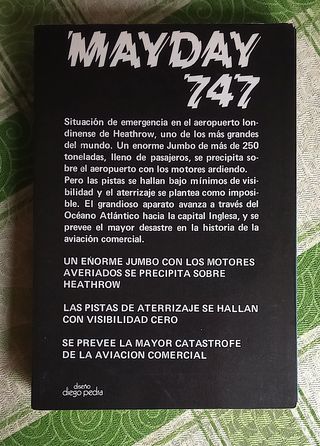 MAYDAY
747
Situación de emergencia en el aeropuerto lon-
dinense de Heathrow, uno de los más grandes
del mundo. Un enorme Jumbo de más de 250
toneladas, lleno de pasajeros, se precipita so-
bre el aeropuerto con los motores ardiendo.
Pero las pistas se hallan bajo mínimos de visi-
bilidad y el aterrizaje se plantea como imposi-
ble. El grandioso aparato avanza a través del
Océano Atlántico hacia la capital Inglesa, y se
prevee el mayor desastre en la historia de la
aviación comercial.
UN ENORME JUMBO CON LOS MOTORES
AVERIADOS SE PRECIPITA SOBRE
HEATHROW
LAS PISTAS DE ATERRIZAJE SE HALLAN
CON VISIBILIDAD CERO
SE PREVEE LA MAYOR CATASTROFE
DE LA AVIACION COMERCIAL
diseño
diego pedra